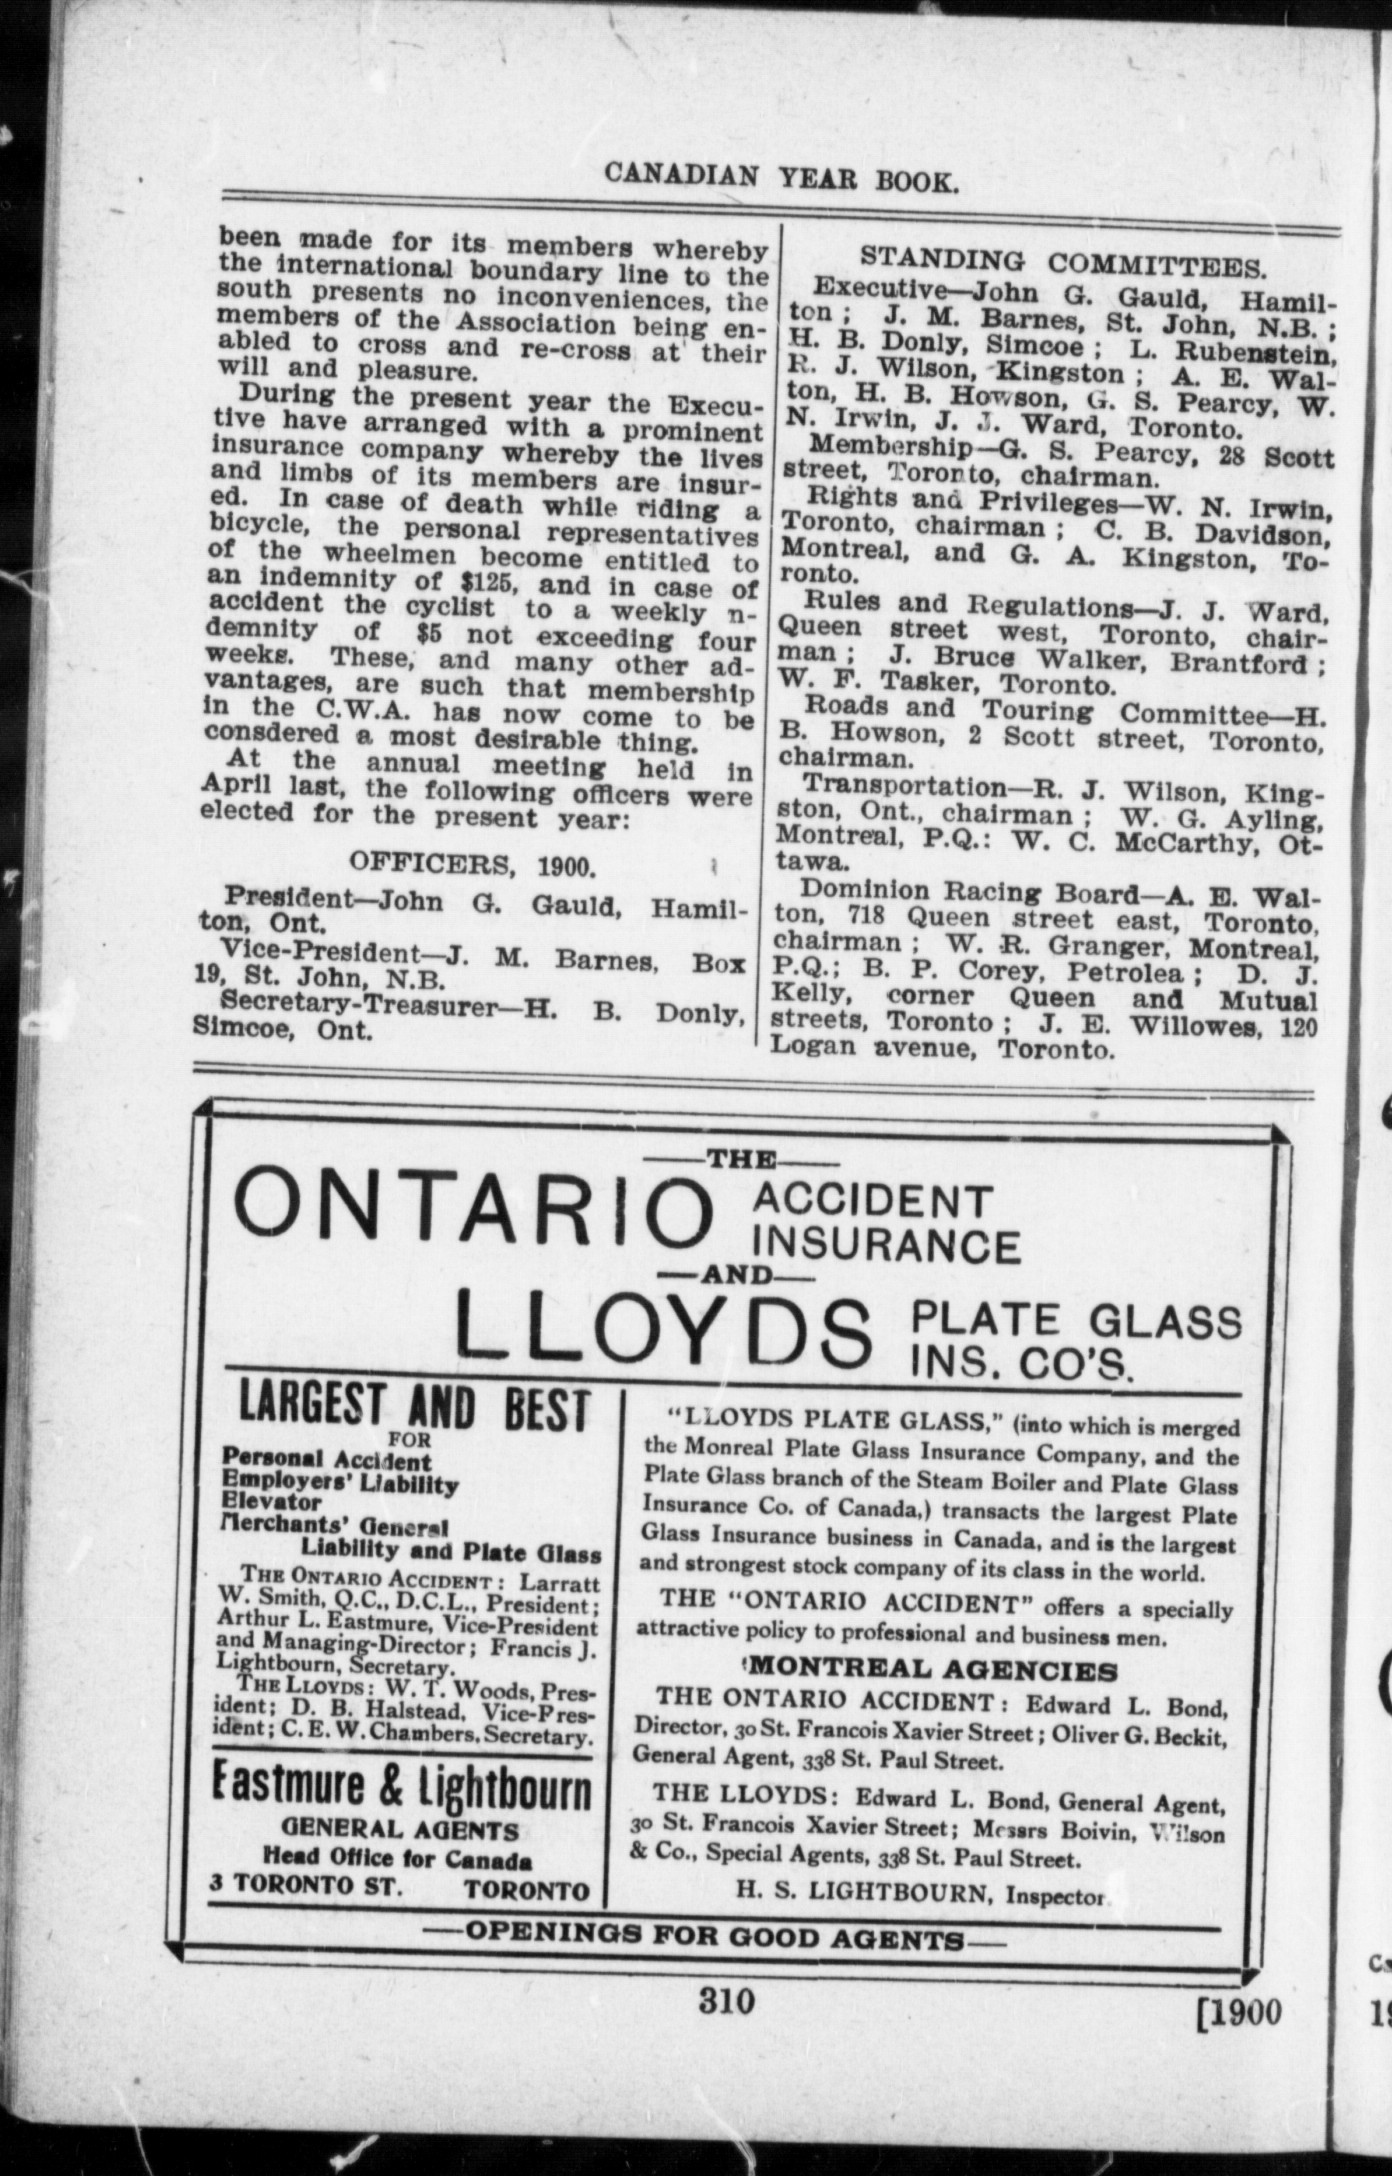 CANADIAN YEAR BOOK.
been made for its members whereby
the international boundary line to the
south presents no inconveniences, the
members of the Association being en-
abled to cross and re-cross at their
will and pleasure.
During the present year the Execu-
tive have arranged with a prominent
insurance company whereby the lives
and limbs of its members are insur-
ed. In case of death while riding a
bicycle, the personal representatives
of the wheelmen become entitled to
an indemnity of $125, and in case of
accident the cyclist to a weekly n-
demnity of $5 not exceeding four
weeks. These, and many other ad-
vantages, are such that membership
in the C.W.A. has now come to be
consdered a most desirable thing.
At the annual meeting held in
April last, the following officers were
elected for the present year:
OFFICERS, 1900.
President—John G. Gauld, Hamil-
ton, Ont.
Vice-President—J. M. Barnes, Box
19, St. John, N.B.
Secretary-Treasurer—H. B. Donly,
Simcoe, Ont.
STANDING COMMITTEES.
Executive—John G. Gauld, Hamil-
ton ; J. M. Barnes, St. John, N.B. ;
H. B. Donly, Simcoe ; L. Rubenstein,
R. J. Wilson, Kingston ; A. E. Wal-
ton, H. B. Howson, G. S. Pearcy, W.
N. Irwin, J. J. Ward, Toronto.
Membership—G. S. Pearcy, 28 Scott
street, Toronto, chairman.
Rights and Privileges—W. N. Irwin,
Toronto, chairman ; C. B. Davidson,
Montreal, and G. A. Kingston, To-
ronto.
Rules and Regulations—J. J. Ward,
Queen street west, Toronto, chair-
man ; J. Bruce Walker, Brantford ;
W. F. Tasker, Toronto.
Roads and Touring Committee—H.
B. Howson, 2 Scott street, Toronto,
chairman.
Transportation—R. J. Wilson, King-
ston, Ont., chairman ; W. G. Ayling,
Montreal, P.Q.: W. C. McCarthy, Ot-
tawa.
Dominion Racing Board—A. E. Wal-
ton, 718 Queen street east, Toronto,
chairman ; W. R. Granger, Montreal,
P.Q.; B. P. Corey, Petrolea ; D. J.
Kelly, corner Queen and Mutual
streets, Toronto ; J. E. Willowes, 120
Logan avenue, Toronto.
—THE—
ONTARIO ACCIDENT
INSURANCE
—AND—
LLOYDS PLATE GLASS
INS. CO'S.
LARGEST AND BEST
FOR
Personal Accident
Employers' Liability
Elevator
Merchants' General
Liability and Plate Glass
THE ONTARIO ACCIDENT : Larratt
W. Smith, Q.C., D.C.L., President ;
Arthur L. Eastmure, Vice-President
and Managing-Director ; Francis J.
Lightbourn, Secretary.
THE LLOYDS : W. T. Woods, Pres-
ident; D. B. Halstead, Vice-Pres-
ident ; C. E. W. Chambers, Secretary.
Eastmure & Lightbourn
GENERAL AGENTS
Head Office for Canada
3 TORONTO ST. TORONTO
"LLOYDS PLATE GLASS," (into which is merged
the Monreal Plate Glass Insurance Company, and the
Plate Glass branch of the Steam Boiler and Plate Glass
Insurance Co. of Canada,) transacts the largest Plate
Glass Insurance business in Canada, and is the largest
and strongest stock company of its class in the world.
THE "ONTARIO ACCIDENT" offers a specially
attractive policy to professional and business men.
MONTREAL AGENCIES
THE ONTARIO ACCIDENT : Edward L. Bond,
Director, 30 St. Francois Xavier Street ; Oliver G. Beckit,
General Agent, 338 St. Paul Street.
THE LLOYDS : Edward L. Bond, General Agent,
30 St. Francois Xavier Street; Messrs Boivin, Wilson
& Co., Special Agents, 338 St. Paul Street.
H. S. LIGHTBOURN, Inspector
—OPENINGS FOR GOOD AGENTS—
310
[1900